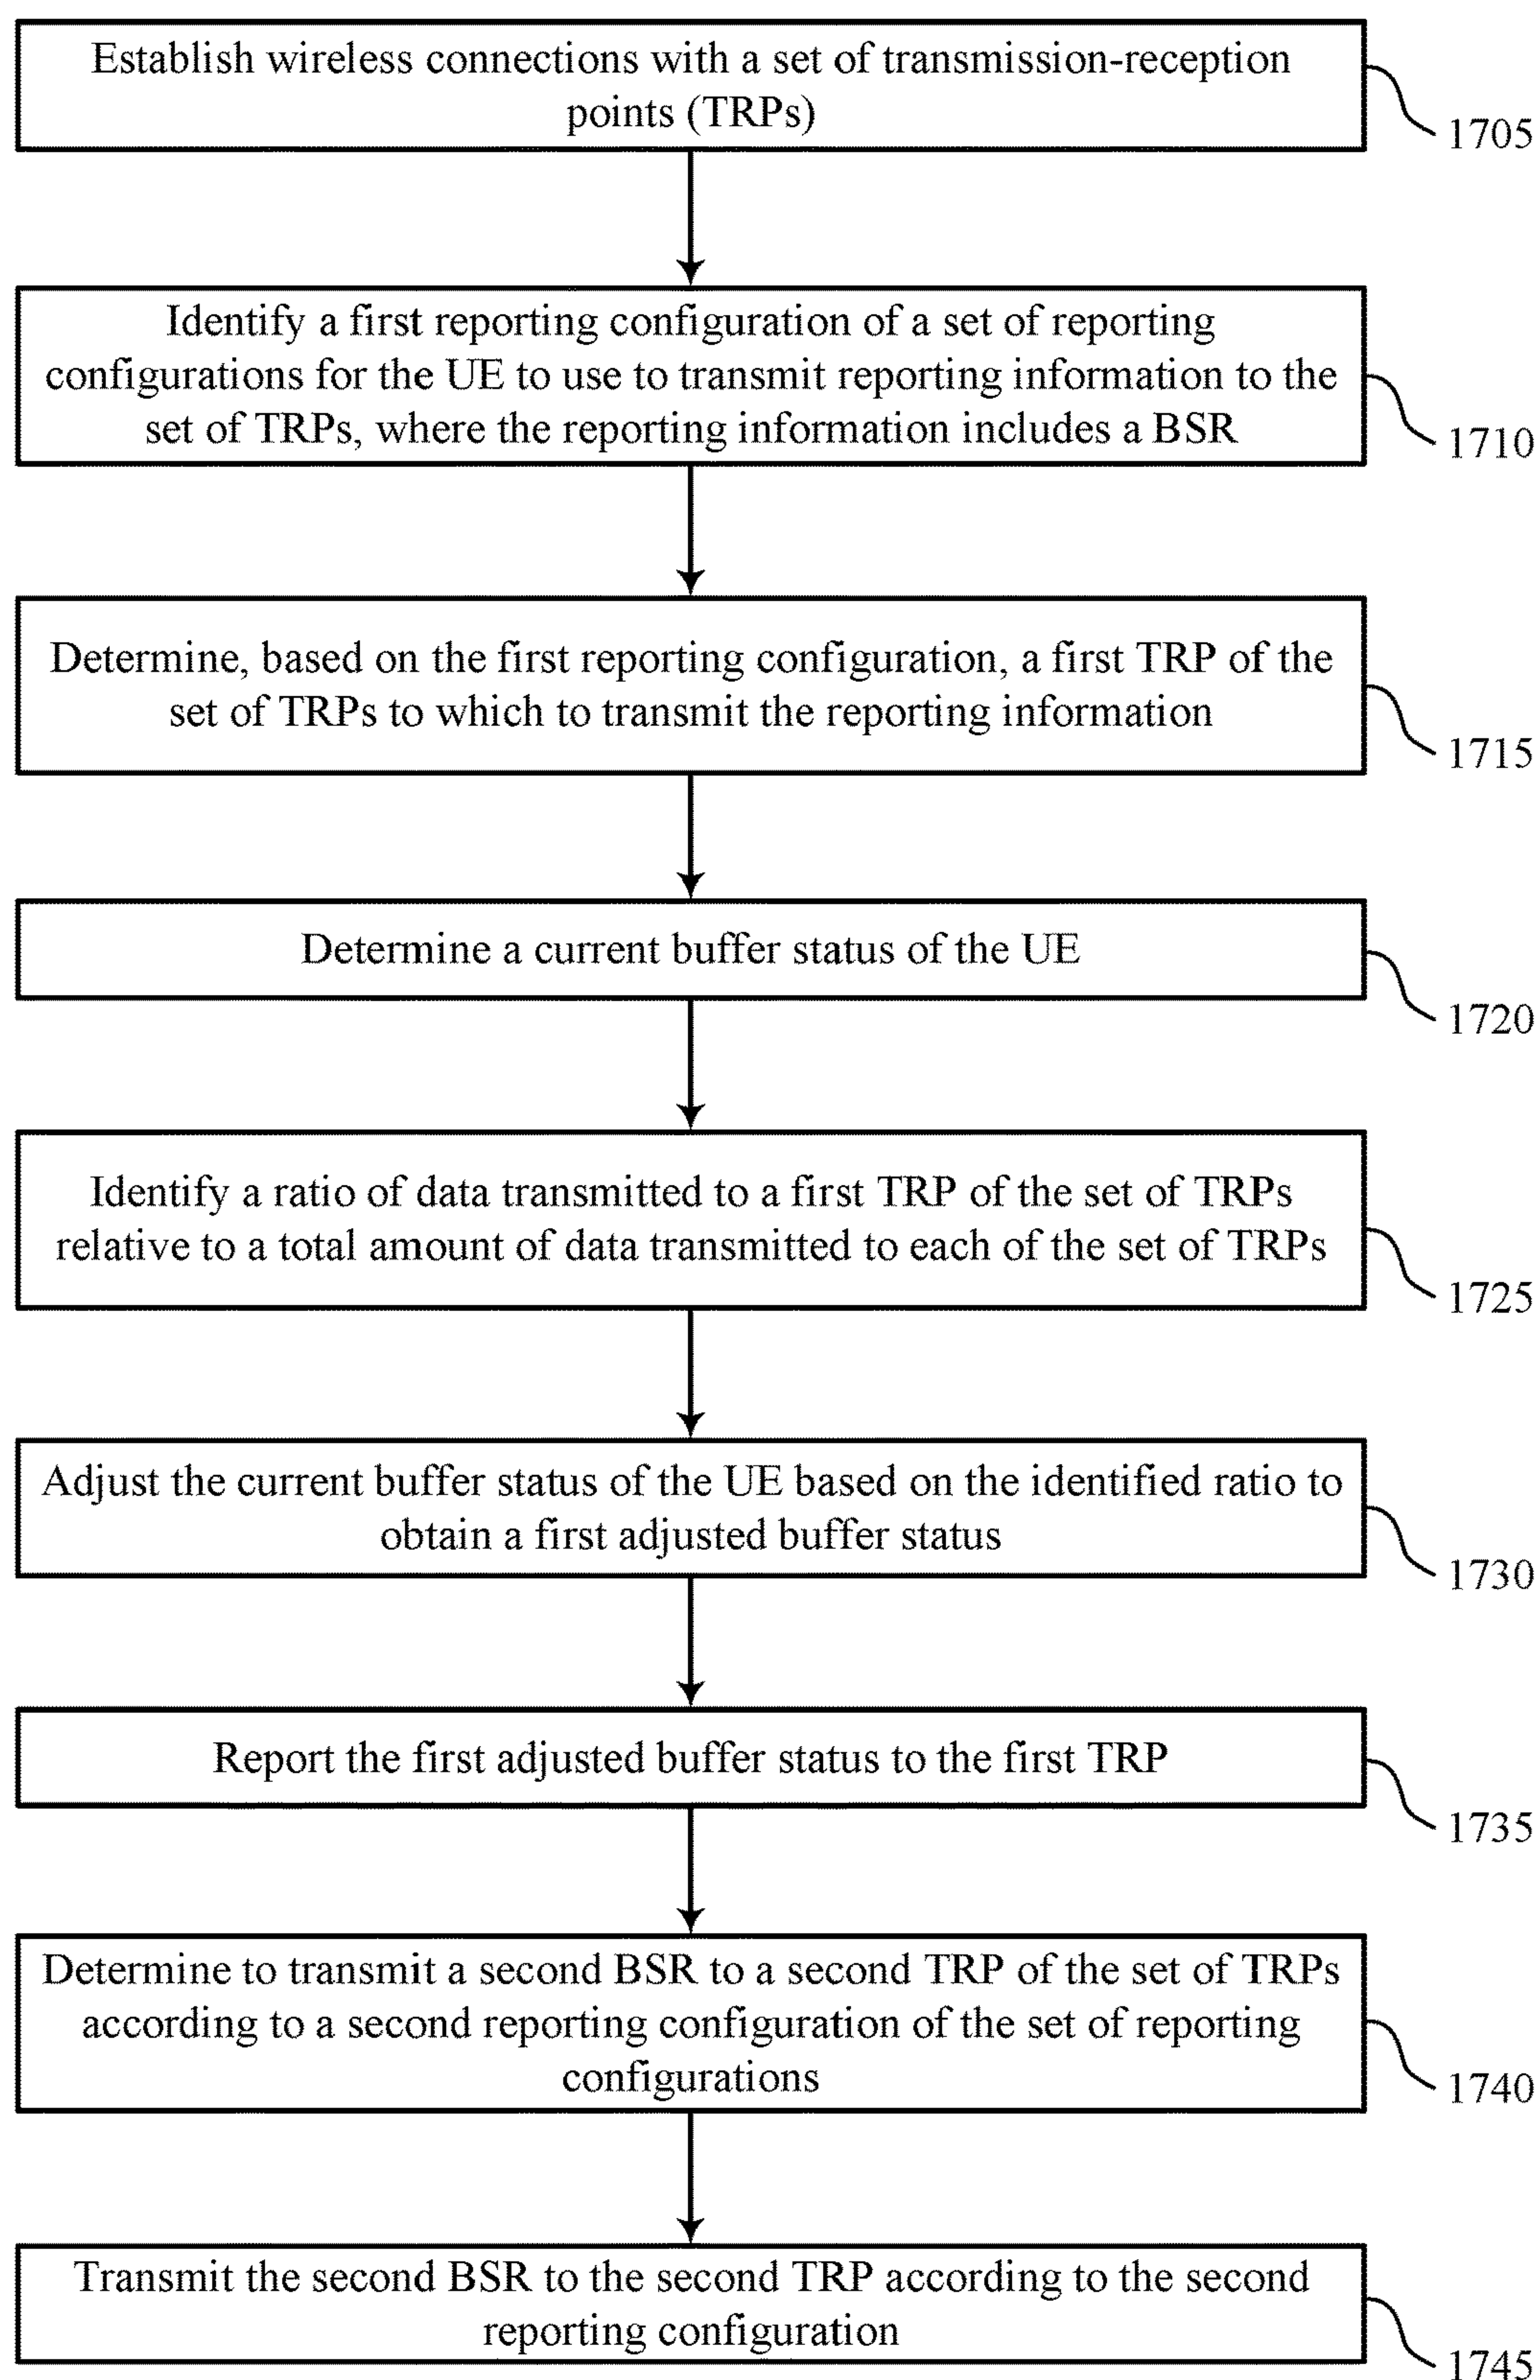 Establish wireless connections with a set of transmission-reception
points (TRPs)
1705
Identify a first reporting configuration of a set of reporting
configurations for the UE to use to transmit reporting information to the
set of TRPs, where the reporting information includes a BSR
1710
Determine, based on the first reporting configuration, a first TRP of the
set of TRPs to which to transmit the reporting information
1715
Determine a current buffer status of the UE
1720
Identify a ratio of data transmitted to a first TRP of the set of TRPs
relative to a total amount of data transmitted to each of the set of TRPs
1725
Adjust the current buffer status of the UE based on the identified ratio to
obtain a first adjusted buffer status
1730
Report the first adjusted buffer status to the first TRP
1735
Determine to transmit a second BSR to a second TRP of the set of TRPs
according to a second reporting configuration of the set of reporting
configurations
1740
Transmit the second BSR to the second TRP according to the second
reporting configuration
1745